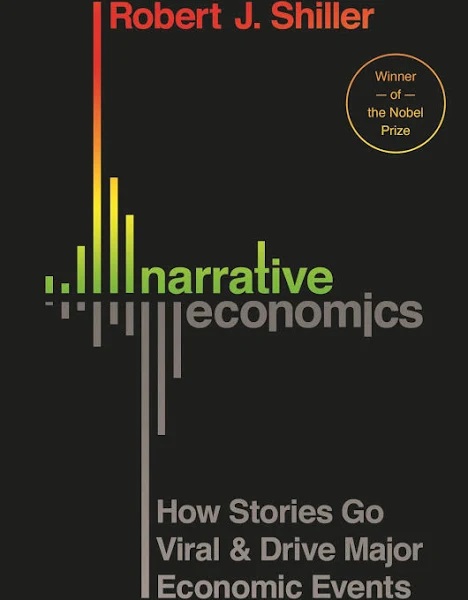 Robert J. Shiller
Winner
— of —
the Nobel
Prize
narrative
economics
How Stories Go
Viral & Drive Major
Economic Events